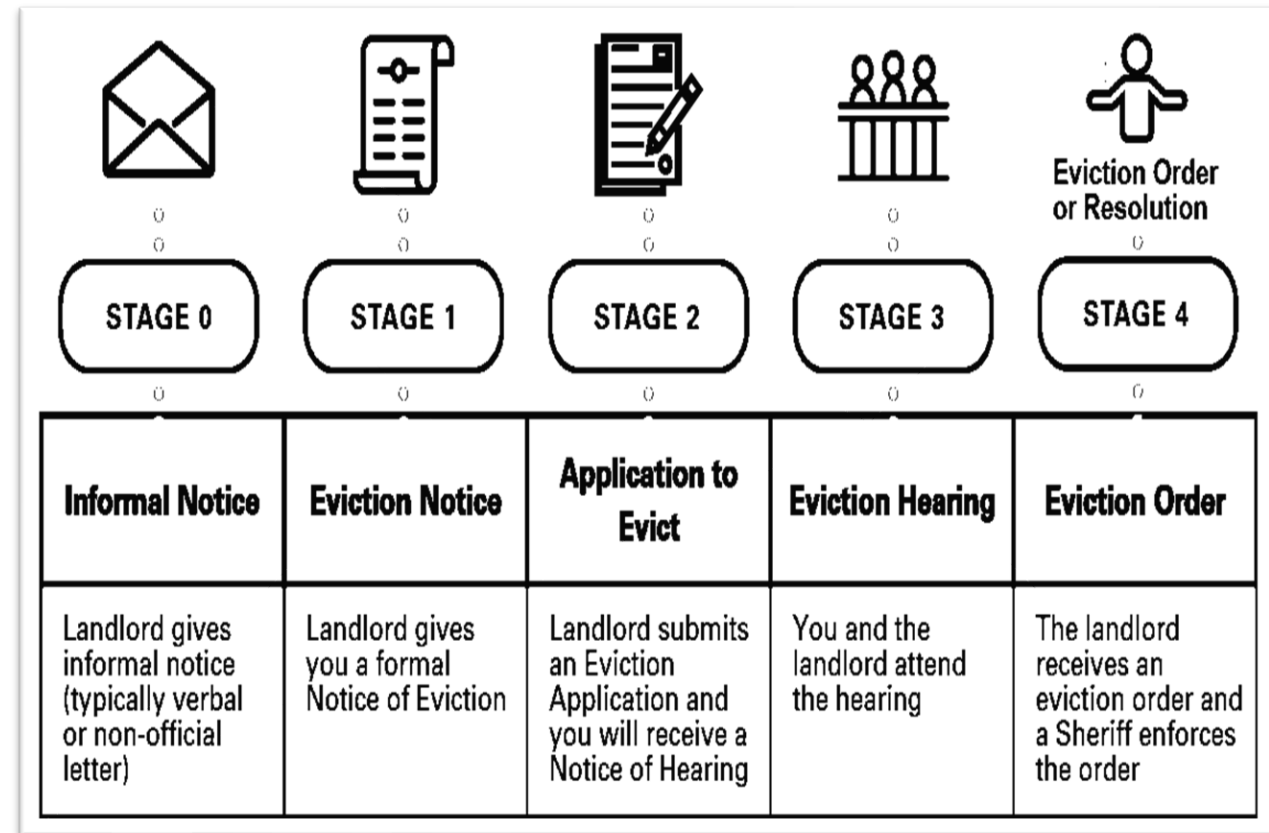 Eviction Order
or Resolution
STAGE 0
STAGE 1
STAGE 2
STAGE 3
STAGE 4
Informal Notice
Eviction Notice
Application to
Evict
Eviction Hearing
Eviction Order
Landlord gives
informal notice
(typically verbal
or non-official
letter)
Landlord gives
you a formal
Notice of Eviction
Landlord submits
an Eviction
Application and
you will receive a
Notice of Hearing
You and the
landlord attend
the hearing
The landlord
receives an
eviction order and
a Sheriff enforces
the order